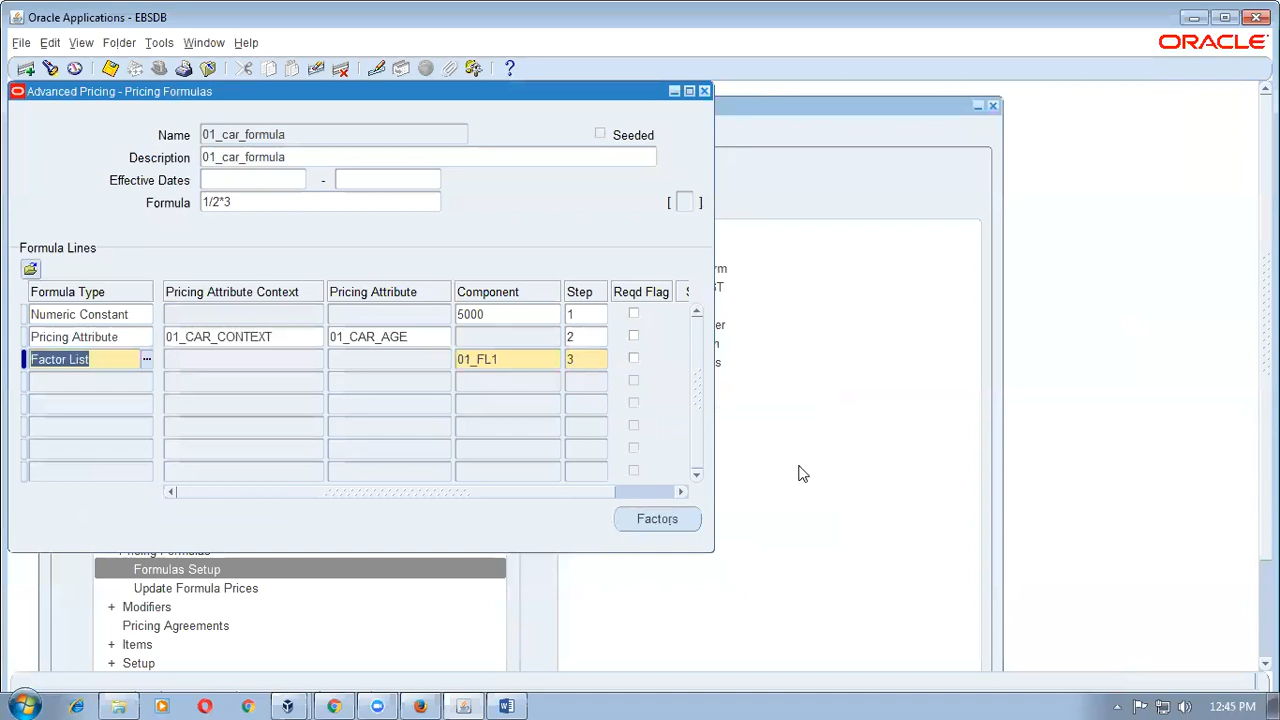 Oracle Applications - EBSDB
File Edit View Folder Tools Window Help
ORACLE
Advanced Pricing - Pricing Formulas
Name 01_car_formula Seeded
Description 01_car_formula
Effective Dates -
Formula 1/2*3 [ ]
Formula Lines
Formula Type Pricing Attribute Context Pricing Attribute Component Step Reqd Flag
Numeric Constant 5000 1
Pricing Attribute 01_CAR_CONTEXT 01_CAR_AGE 2
Factor List ... 01_FL1 3
Factors
Pricing Formulas
Formulas Setup
Update Formula Prices
+ Modifiers
Pricing Agreements
+ Items
+ Setup
12:45 PM